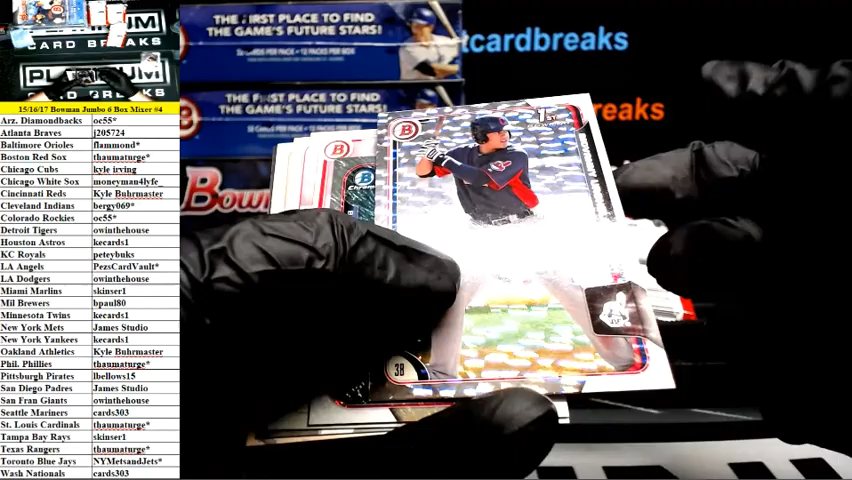 PLATINUM
CARD BREAKS
PLATINUM
CARD BREAKS
15/16/17 Bowman Jumbo 6 Box Mixer #4
Arz. Diamondbacks oc55*
Atlanta Braves j205724
Baltimore Orioles flammond*
Boston Red Sox thaumaturge*
Chicago Cubs kyle irving
Chicago White Sox moneyman4lyfe_
Cincinnati Reds Kyle Buhrmaster
Cleveland Indians bergy069*
Colorado Rockies oc55*
Detroit Tigers owinthehouse
Houston Astros kecards1
KC Royals peteybuks
LA Angels PezsCardVault*
LA Dodgers owinthehouse
Miami Marlins skinser1
Mil Brewers bpaul80
Minnesota Twins kecards1
New York Mets James Studio
New York Yankees kecards1
Oakland Athletics Kyle Buhrmaster
Phil. Phillies thaumaturge*
Pittsburgh Pirates lbellows15
San Diego Padres James Studio
San Fran Giants owinthehouse
Seattle Mariners cards303
St. Louis Cardinals thaumaturge*
Tampa Bay Rays skinser1
Texas Rangers thaumaturge*
Toronto Blue Jays NYMetsandJets*
Wash Nationals cards303
THE FIRST PLACE TO FIND
THE GAME'S FUTURE STARS!
THE FIRST PLACE TO FIND
THE GAME'S FUTURE STARS!
tcardbreaks
reaks
Bowm
B
1ST
B
Chrome
38